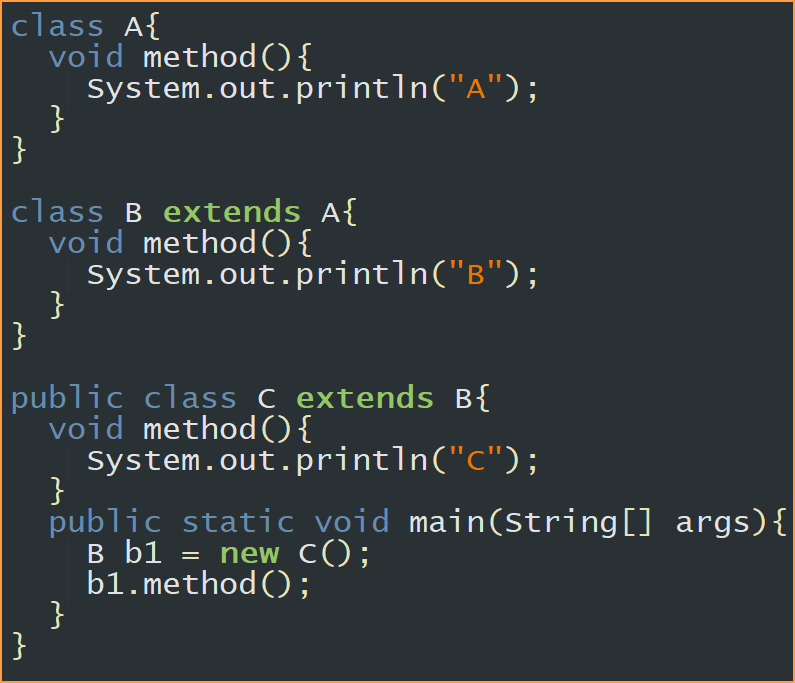 class A{
  void method(){
    System.out.println("A");
  }
}

class B extends A{
  void method(){
    System.out.println("B");
  }
}

public class C extends B{
  void method(){
    System.out.println("C");
  }
  public static void main(String[] args){
    B b1 = new C();
    b1.method();
  }
}